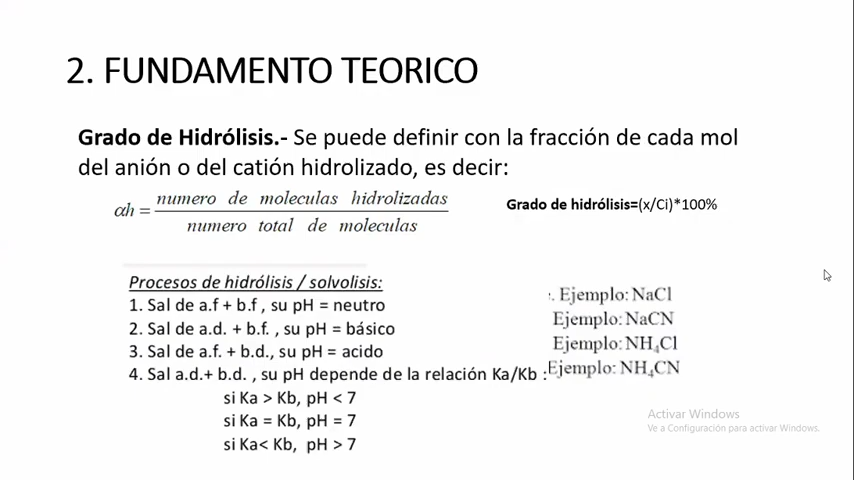 2. FUNDAMENTO TEORICO
Grado de Hidrólisis.- Se puede definir con la fracción de cada mol
del anión o del catión hidrolizado, es decir:
αh = numero de moleculas hidrolizadas
numero total de moleculas
Grado de hidrólisis=(x/Ci)*100%
Procesos de hidrólisis / solvolisis:
1. Sal de a.f + b.f , su pH = neutro
. Ejemplo: NaCl
2. Sal de a.d. + b.f. , su pH = básico
Ejemplo: NaCN
3. Sal de a.f. + b.d., su pH = acido
Ejemplo: NH₄Cl
4. Sal a.d.+ b.d. , su pH depende de la relación Ka/Kb :
Ejemplo: NH₄CN
si Ka > Kb, pH < 7
si Ka = Kb, pH = 7
si Ka< Kb, pH > 7
Activar Windows
Ve a Configuración para activar Windows.